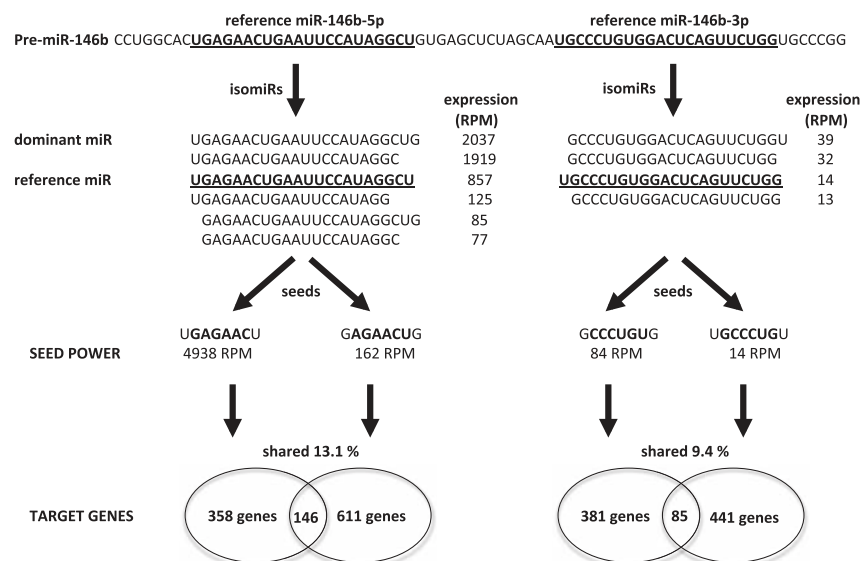 reference miR-146b-5p reference miR-146b-3p
Pre-miR-146b CCUGGCACUGAGAACUGAAUUCCAUAGGCUGUGAGCUCUAGCAAUGCCCUGUGGACUCAGUUCUGGUGCCCGG
isomiRs expression (RPM) isomiRs expression (RPM)
dominant miR UGAGAACUGAAUUCCAUAGGCUG 2037 GCCCUGUGGACUCAGUUCUGGU 39
UGAGAACUGAAUUCCAUAGGC 1919 GCCCUGUGGACUCAGUUCUGG 32
reference miR UGAGAACUGAAUUCCAUAGGCU 857 UGCCCUGUGGACUCAGUUCUGG 14
UGAGAACUGAAUUCCAUAGG 125 GCCCUGUGGACUCAGUUCUGG 13
GAGAACUGAAUUCCAUAGGCUG 85
GAGAACUGAAUUCCAUAGGC 77
seeds seeds
UGAGAACU GAGAACUG GCCCUGUG UGCCCUGU
SEED POWER 4938 RPM 162 RPM 84 RPM 14 RPM
shared 13.1 % shared 9.4 %
TARGET GENES 358 genes 146 611 genes 381 genes 85 441 genes